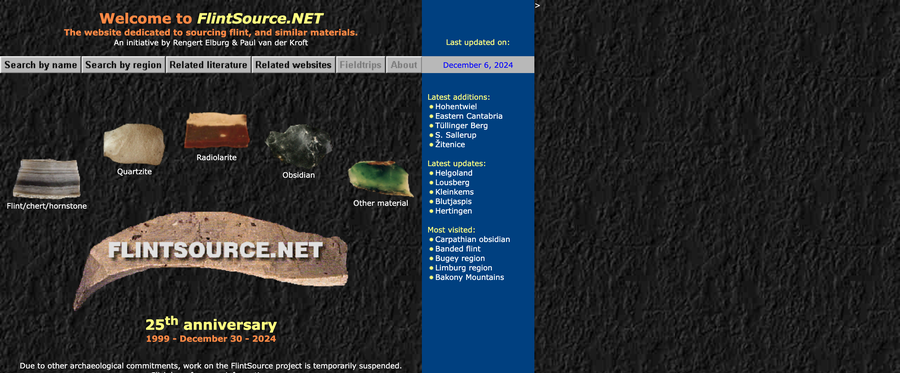 Welcome to FlintSource.NET
The website dedicated to sourcing flint, and similar materials.
An initiative by Rengert Elburg & Paul van der Kroft
Search by name
Search by region
Related literature
Related websites
Fieldtrips
About
Flint/chert/hornstone
Quartzite
Radiolarite
Obsidian
Other material
FLINTSOURCE.NET
25th anniversary
1999 - December 30 - 2024
Due to other archaeological commitments, work on the FlintSource project is temporarily suspended.
Last updated on:
December 6, 2024
Latest additions:
Hohentwiel
Eastern Cantabria
Tüllinger Berg
S. Sallerup
Žitenice
Latest updates:
Helgoland
Lousberg
Kleinkems
Blutjaspis
Hertingen
Most visited:
Carpathian obsidian
Banded flint
Bugey region
Limburg region
Bakony Mountains
>